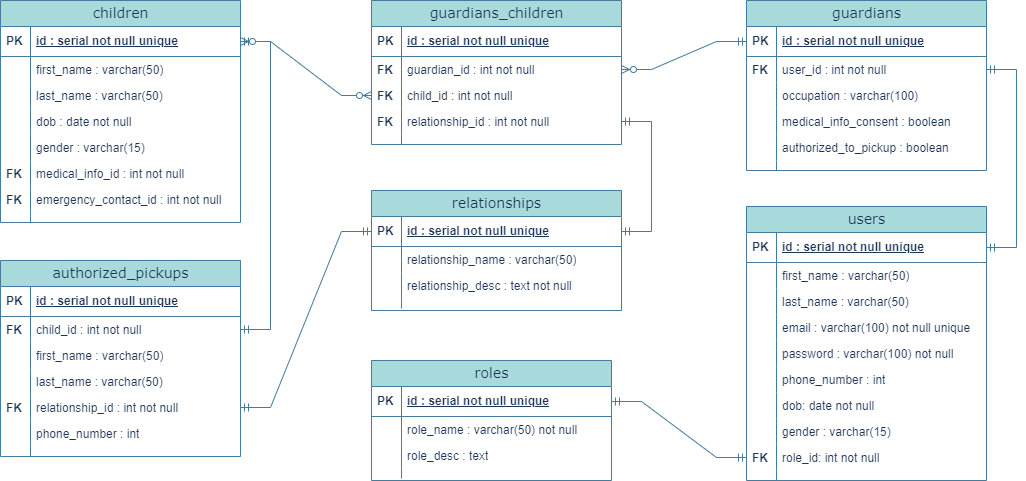 children
PK id : serial not null unique
first_name : varchar(50)
last_name : varchar(50)
dob : date not null
gender : varchar(15)
FK medical_info_id : int not null
FK emergency_contact_id : int not null
guardians_children
PK id : serial not null unique
FK guardian_id : int not null
FK child_id : int not null
FK relationship_id : int not null
guardians
PK id : serial not null unique
FK user_id : int not null
occupation : varchar(100)
medical_info_consent : boolean
authorized_to_pickup : boolean
relationships
PK id : serial not null unique
relationship_name : varchar(50)
relationship_desc : text not null
users
PK id : serial not null unique
first_name : varchar(50)
last_name : varchar(50)
email : varchar(100) not null unique
password : varchar(100) not null
phone_number : int
dob: date not null
gender : varchar(15)
FK role_id: int not null
authorized_pickups
PK id : serial not null unique
FK child_id : int not null
first_name : varchar(50)
last_name : varchar(50)
FK relationship_id : int not null
phone_number : int
roles
PK id : serial not null unique
role_name : varchar(50) not null
role_desc : text